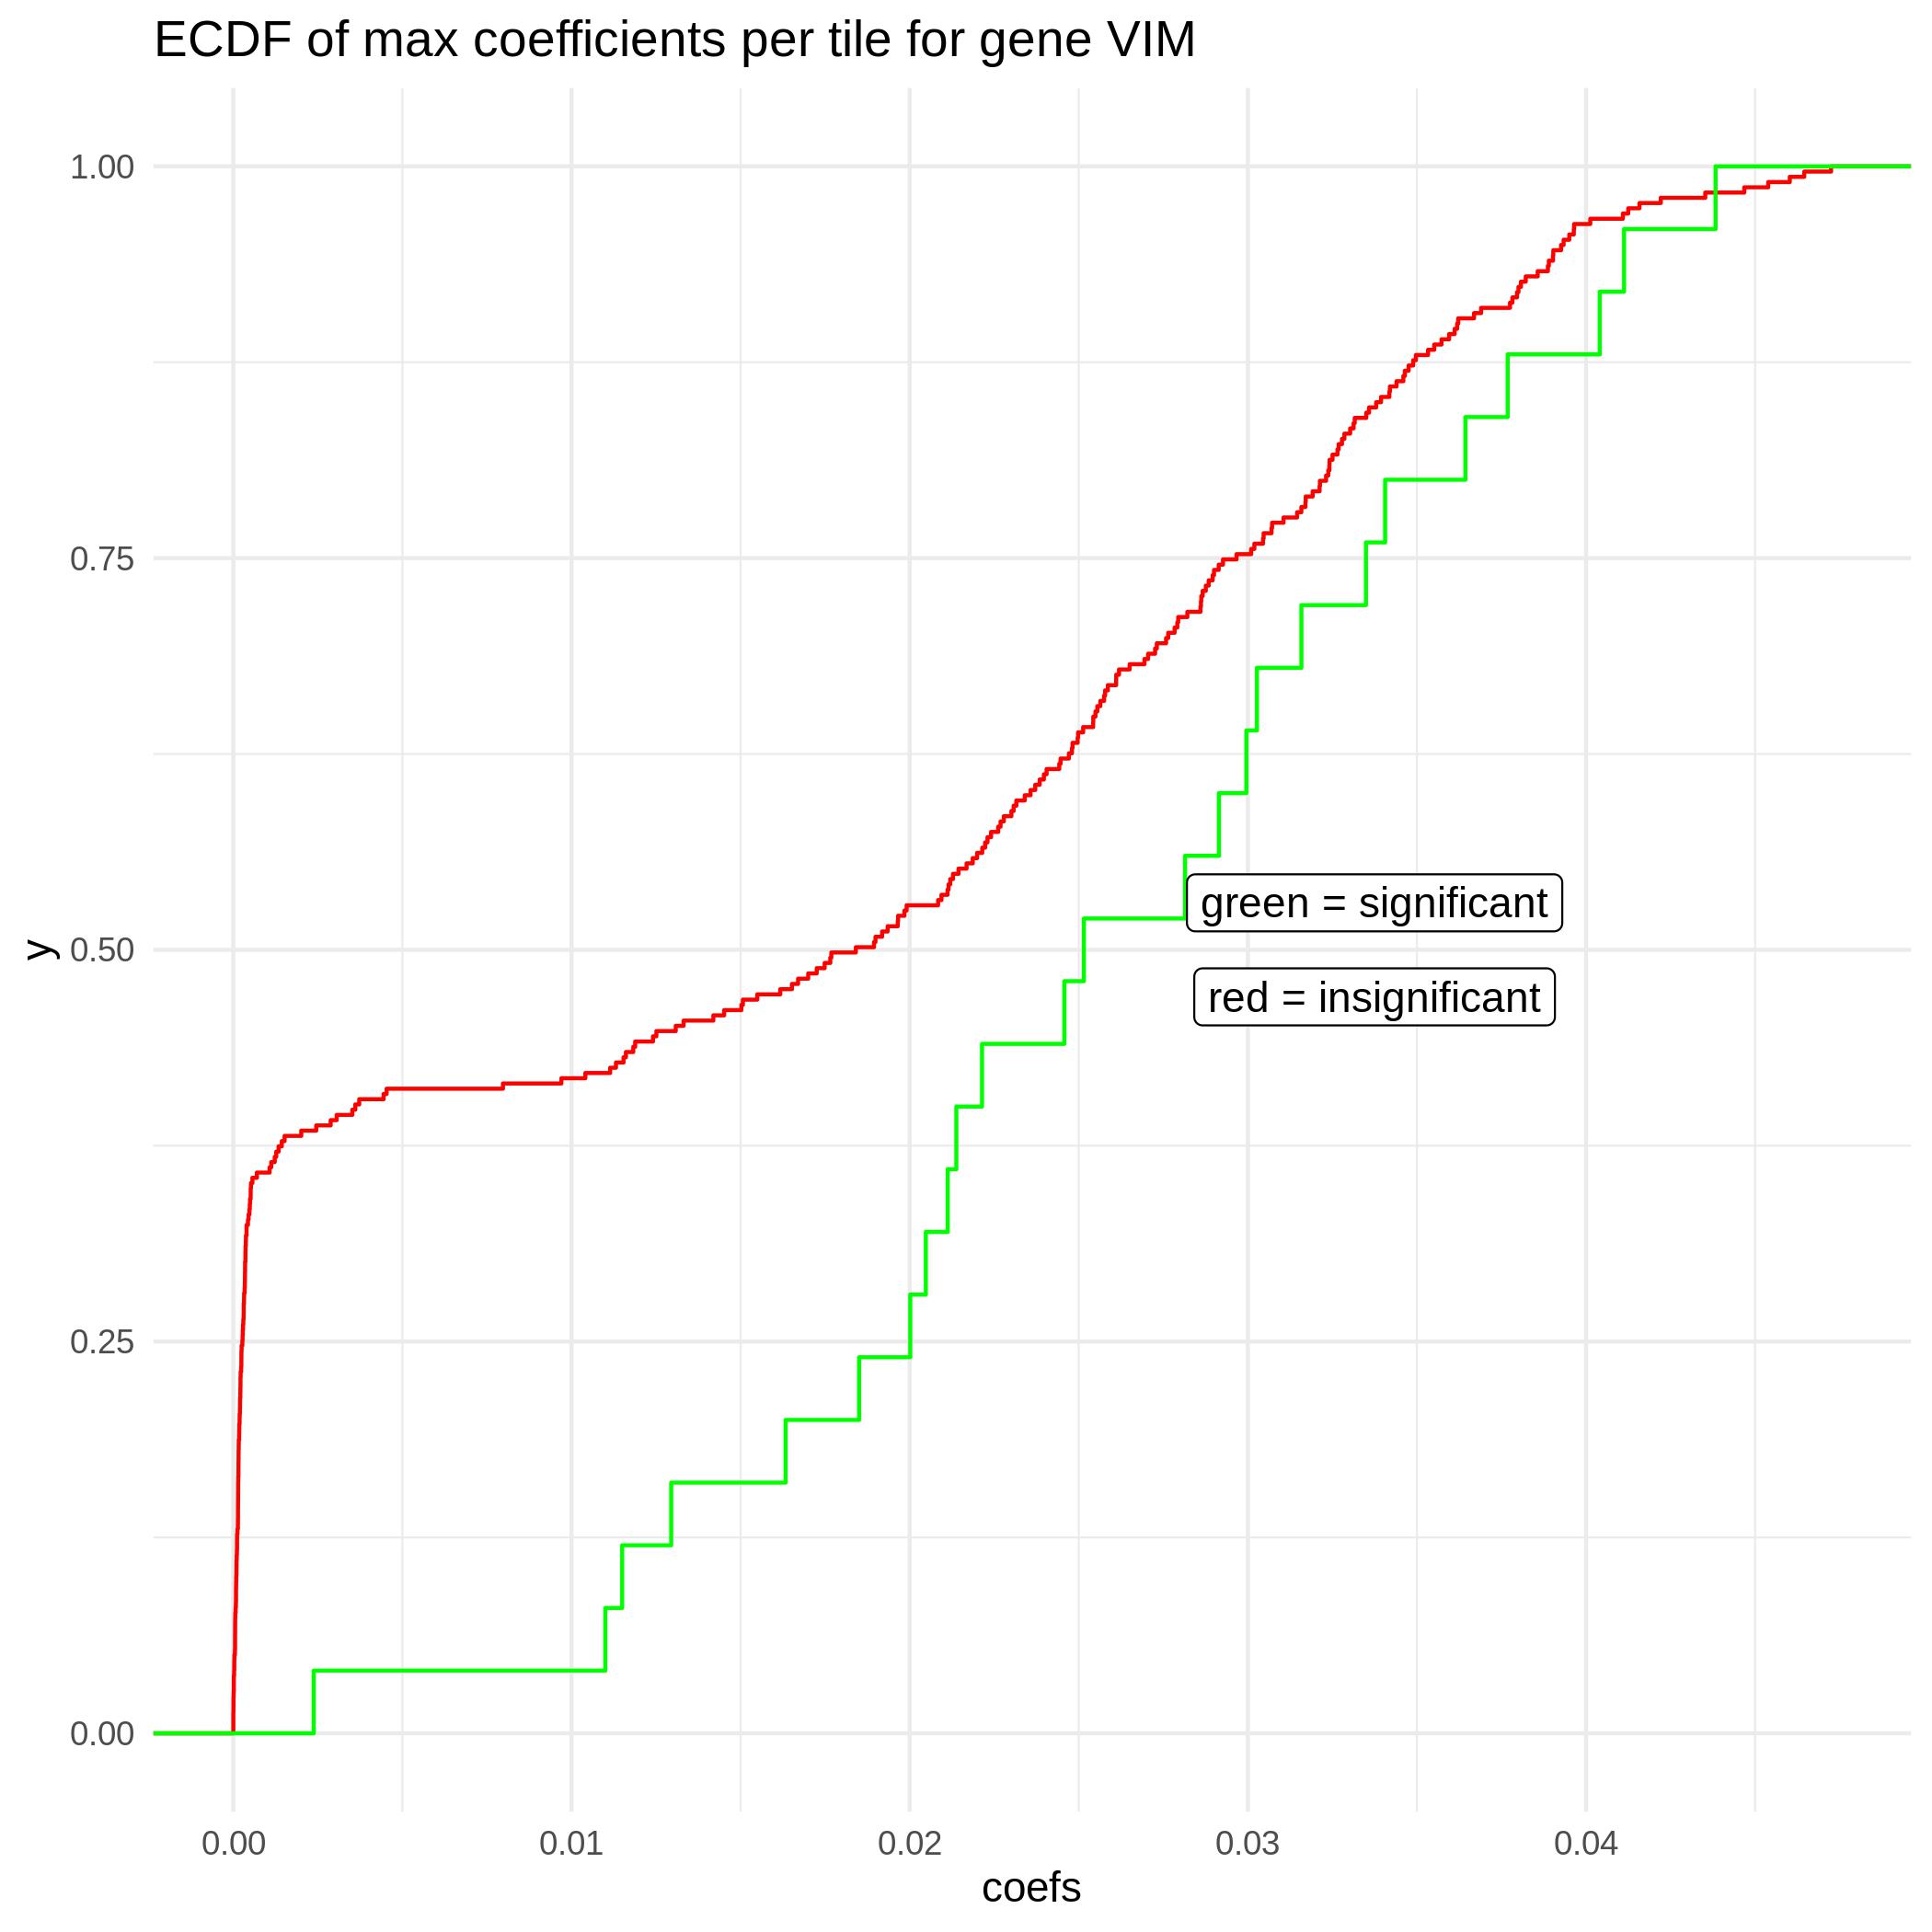 ECDF of max coefficients per tile for gene VIM
1.00
0.75
0.50
0.25
0.00
y
green = significant
red = insignificant
0.00 0.01 0.02 0.03 0.04
coefs